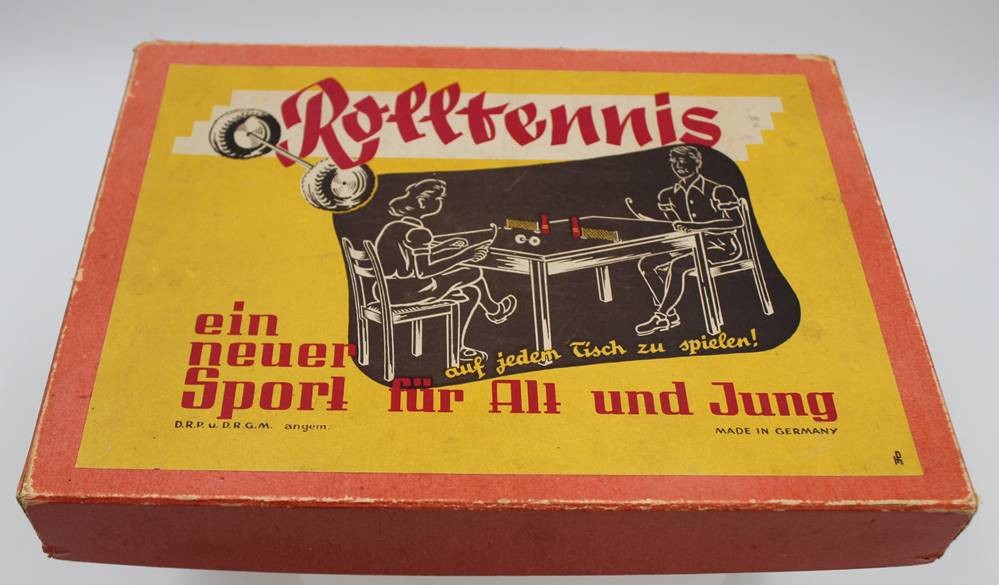 Rolltennis
auf jedem Tisch zu spielen!
ein
neuer
Sport für Alt und Jung
D.R.P. u. D.R.G.M. angem.
MADE IN GERMANY